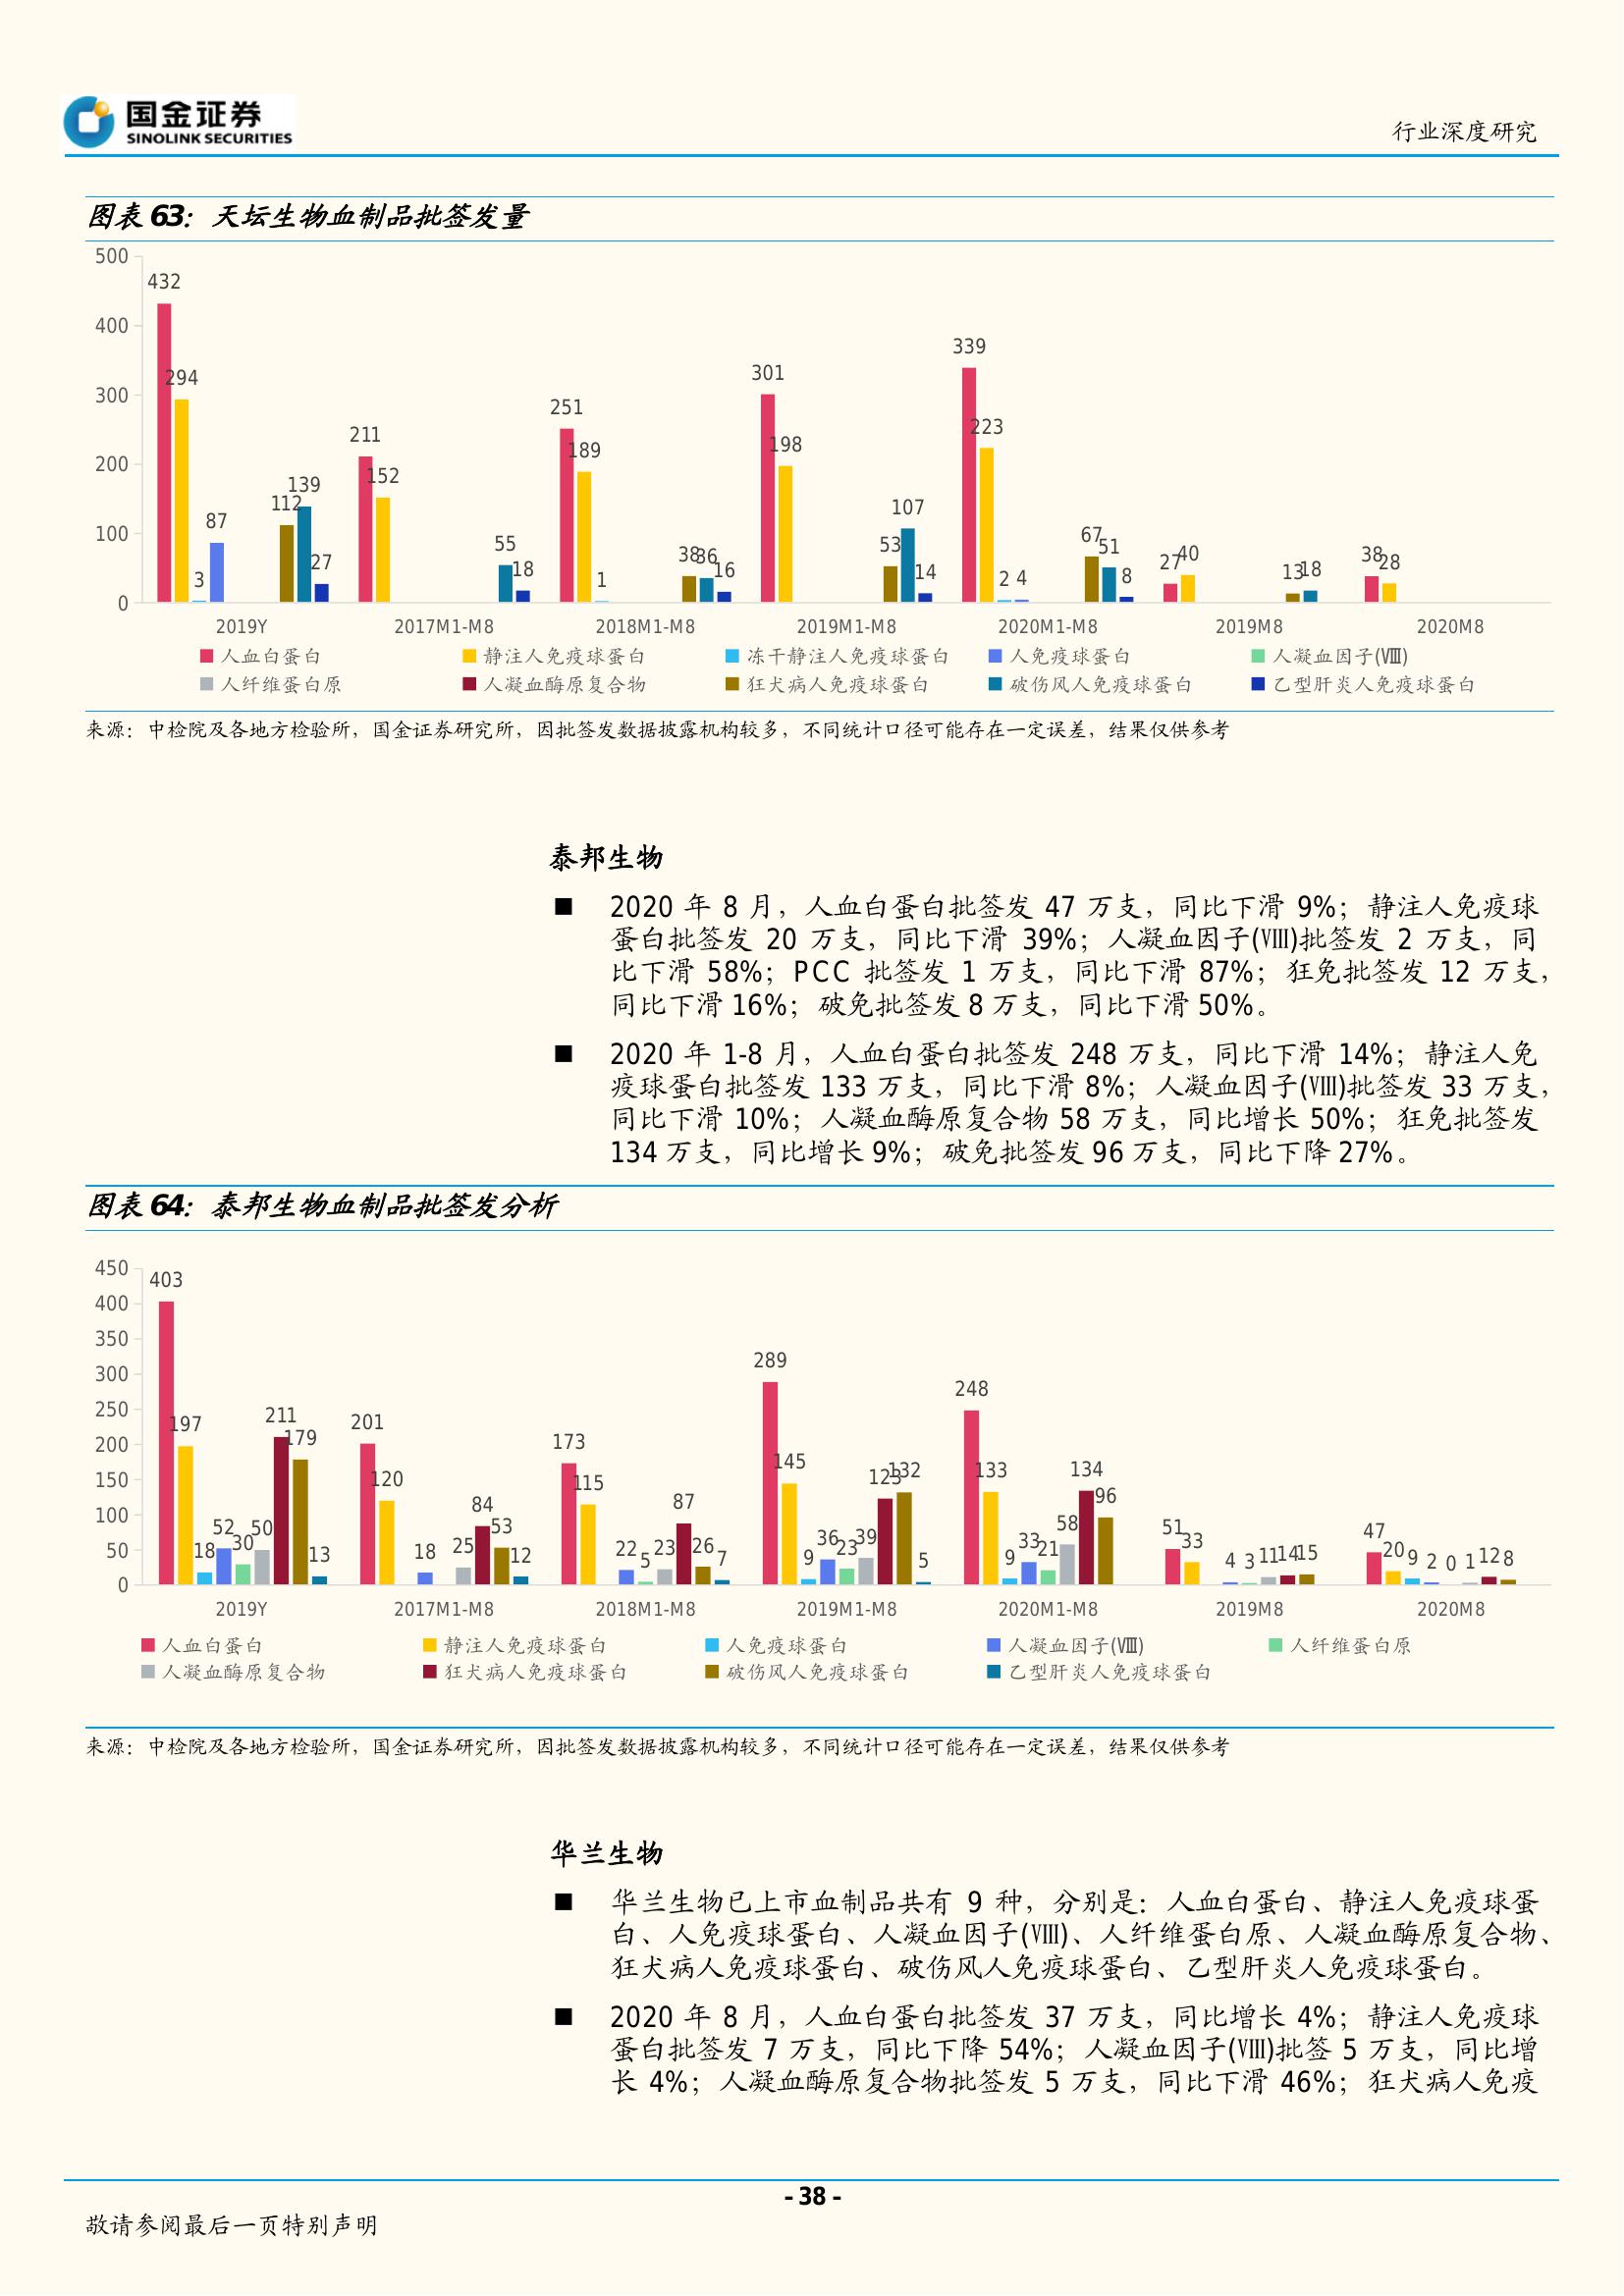 国金证券
SINOLINK SECURITIES
行业深度研究
图表 63：天坛生物血制品批签发量
500
400
300
200
100
0
432 294 3 87 112 139 27
211 152 55 18
251 189 1 38 36 16
301 198 53 107 14
339 223 2 4 67 51 8
27 40 13 18
38 28
2019Y 2017M1-M8 2018M1-M8 2019M1-M8 2020M1-M8 2019M8 2020M8
人血白蛋白 静注人免疫球蛋白 冻干静注人免疫球蛋白 人免疫球蛋白 人凝血因子(Ⅷ)
人纤维蛋白原 人凝血酶原复合物 狂犬病人免疫球蛋白 破伤风人免疫球蛋白 乙型肝炎人免疫球蛋白
来源：中检院及各地方检验所，国金证券研究所，因批签发数据披露机构较多，不同统计口径可能存在一定误差，结果仅供参考
泰邦生物
■ 2020 年 8 月，人血白蛋白批签发 47 万支，同比下滑 9%；静注人免疫球
蛋白批签发 20 万支，同比下滑 39%；人凝血因子(Ⅷ)批签发 2 万支，同
比下滑 58%；PCC 批签发 1 万支，同比下滑 87%；狂免批签发 12 万支，
同比下滑 16%；破免批签发 8 万支，同比下滑 50%。
■ 2020 年 1-8 月，人血白蛋白批签发 248 万支，同比下滑 14%；静注人免
疫球蛋白批签发 133 万支，同比下滑 8%；人凝血因子(Ⅷ)批签发 33 万支，
同比下滑 10%；人凝血酶原复合物 58 万支，同比增长 50%；狂免批签发
134 万支，同比增长 9%；破免批签发 96 万支，同比下降 27%。
图表 64：泰邦生物血制品批签发分析
450
400
350
300
250
200
150
100
50
0
403 197 18 52 30 50 211 179 13
201 120 18 25 84 53 12
173 115 22 5 23 87 26 7
289 145 9 36 23 39 123 132 5
248 133 9 33 21 58 134 96
51 33 4 3 11 14 15
47 20 9 2 0 1 12 8
2019Y 2017M1-M8 2018M1-M8 2019M1-M8 2020M1-M8 2019M8 2020M8
人血白蛋白 静注人免疫球蛋白 人免疫球蛋白 人凝血因子(Ⅷ) 人纤维蛋白原
人凝血酶原复合物 狂犬病人免疫球蛋白 破伤风人免疫球蛋白 乙型肝炎人免疫球蛋白
来源：中检院及各地方检验所，国金证券研究所，因批签发数据披露机构较多，不同统计口径可能存在一定误差，结果仅供参考
华兰生物
■ 华兰生物已上市血制品共有 9 种，分别是：人血白蛋白、静注人免疫球蛋
白、人免疫球蛋白、人凝血因子(Ⅷ)、人纤维蛋白原、人凝血酶原复合物、
狂犬病人免疫球蛋白、破伤风人免疫球蛋白、乙型肝炎人免疫球蛋白。
■ 2020 年 8 月，人血白蛋白批签发 37 万支，同比增长 4%；静注人免疫球
蛋白批签发 7 万支，同比下降 54%；人凝血因子(Ⅷ)批签 5 万支，同比增
长 4%；人凝血酶原复合物批签发 5 万支，同比下滑 46%；狂犬病人免疫
- 38 -
敬请参阅最后一页特别声明